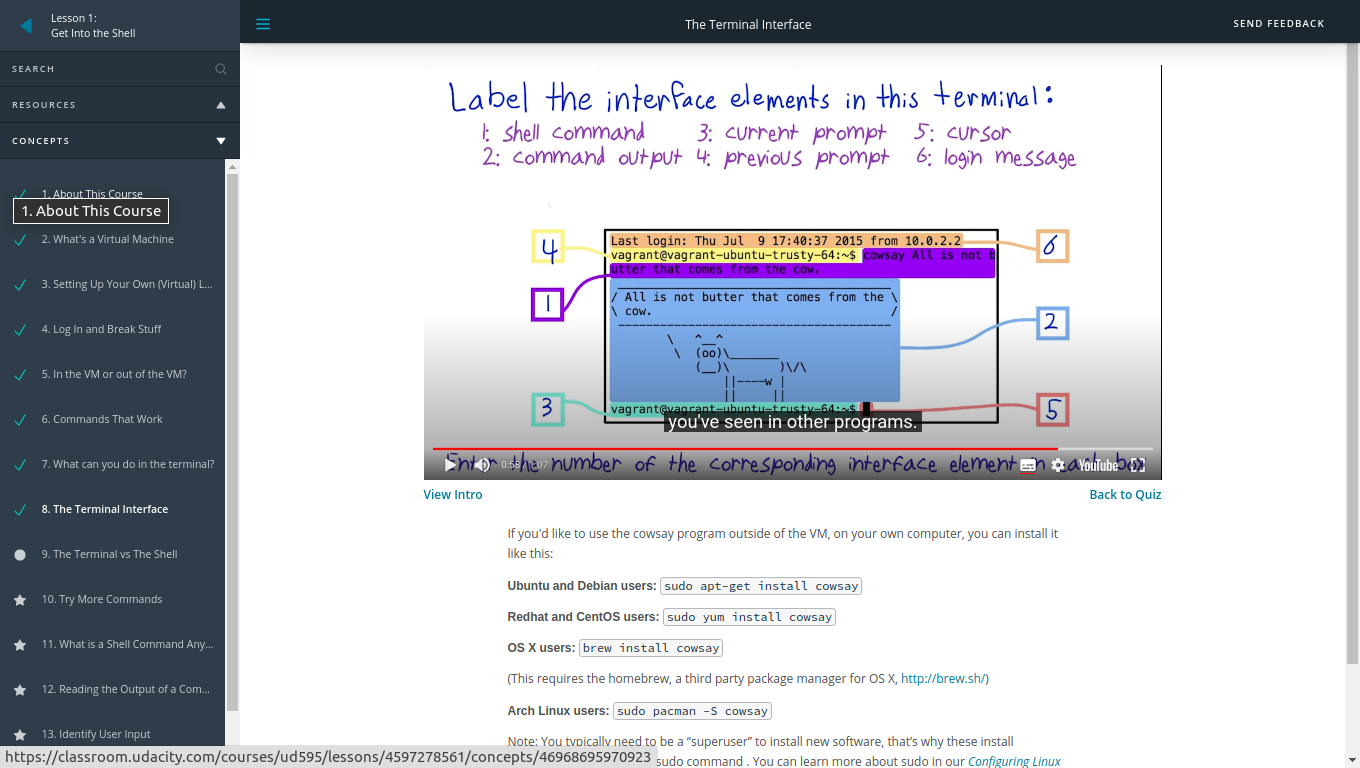 Lesson 1:
Get Into the Shell
The Terminal Interface
SEND FEEDBACK
SEARCH
RESOURCES
CONCEPTS
1. About This Course
1. About This Course
2. What's a Virtual Machine
3. Setting Up Your Own (Virtual) L...
4. Log In and Break Stuff
5. In the VM or out of the VM?
6. Commands That Work
7. What can you do in the terminal?
8. The Terminal Interface
9. The Terminal vs The Shell
10. Try More Commands
11. What is a Shell Command Any...
12. Reading the Output of a Com...
13. Identify User Input
Label the interface elements in this terminal:
1: shell command 3: current prompt 5: cursor
2: command output 4: previous prompt 6: login message
4
6
1
2
3
5
Last login: Thu Jul  9 17:40:37 2015 from 10.0.2.2
vagrant@vagrant-ubuntu-trusty-64:~$ cowsay All is not b
utter that comes from the cow.
 ______________________________________
/ All is not butter that comes from the \
\ cow.                                  /
 ---------------------------------------
        \   ^__^
         \  (oo)\_______
            (__)\       )\/\
                ||----w |
                ||     ||
vagrant@vagrant-ubuntu-trusty-64:~$
you've seen in other programs.
Enter the number of the corresponding interface element in each box
YouTube
View Intro
Back to Quiz
If you'd like to use the cowsay program outside of the VM, on your own computer, you can install it
like this:
Ubuntu and Debian users: sudo apt-get install cowsay
Redhat and CentOS users: sudo yum install cowsay
OS X users: brew install cowsay
(This requires the homebrew, a third party package manager for OS X, http://brew.sh/)
Arch Linux users: sudo pacman -S cowsay
Note: You typically need to be a “superuser” to install new software, that’s why these install
sudo command . You can learn more about sudo in our Configuring Linux
https://classroom.udacity.com/courses/ud595/lessons/4597278561/concepts/46968695970923